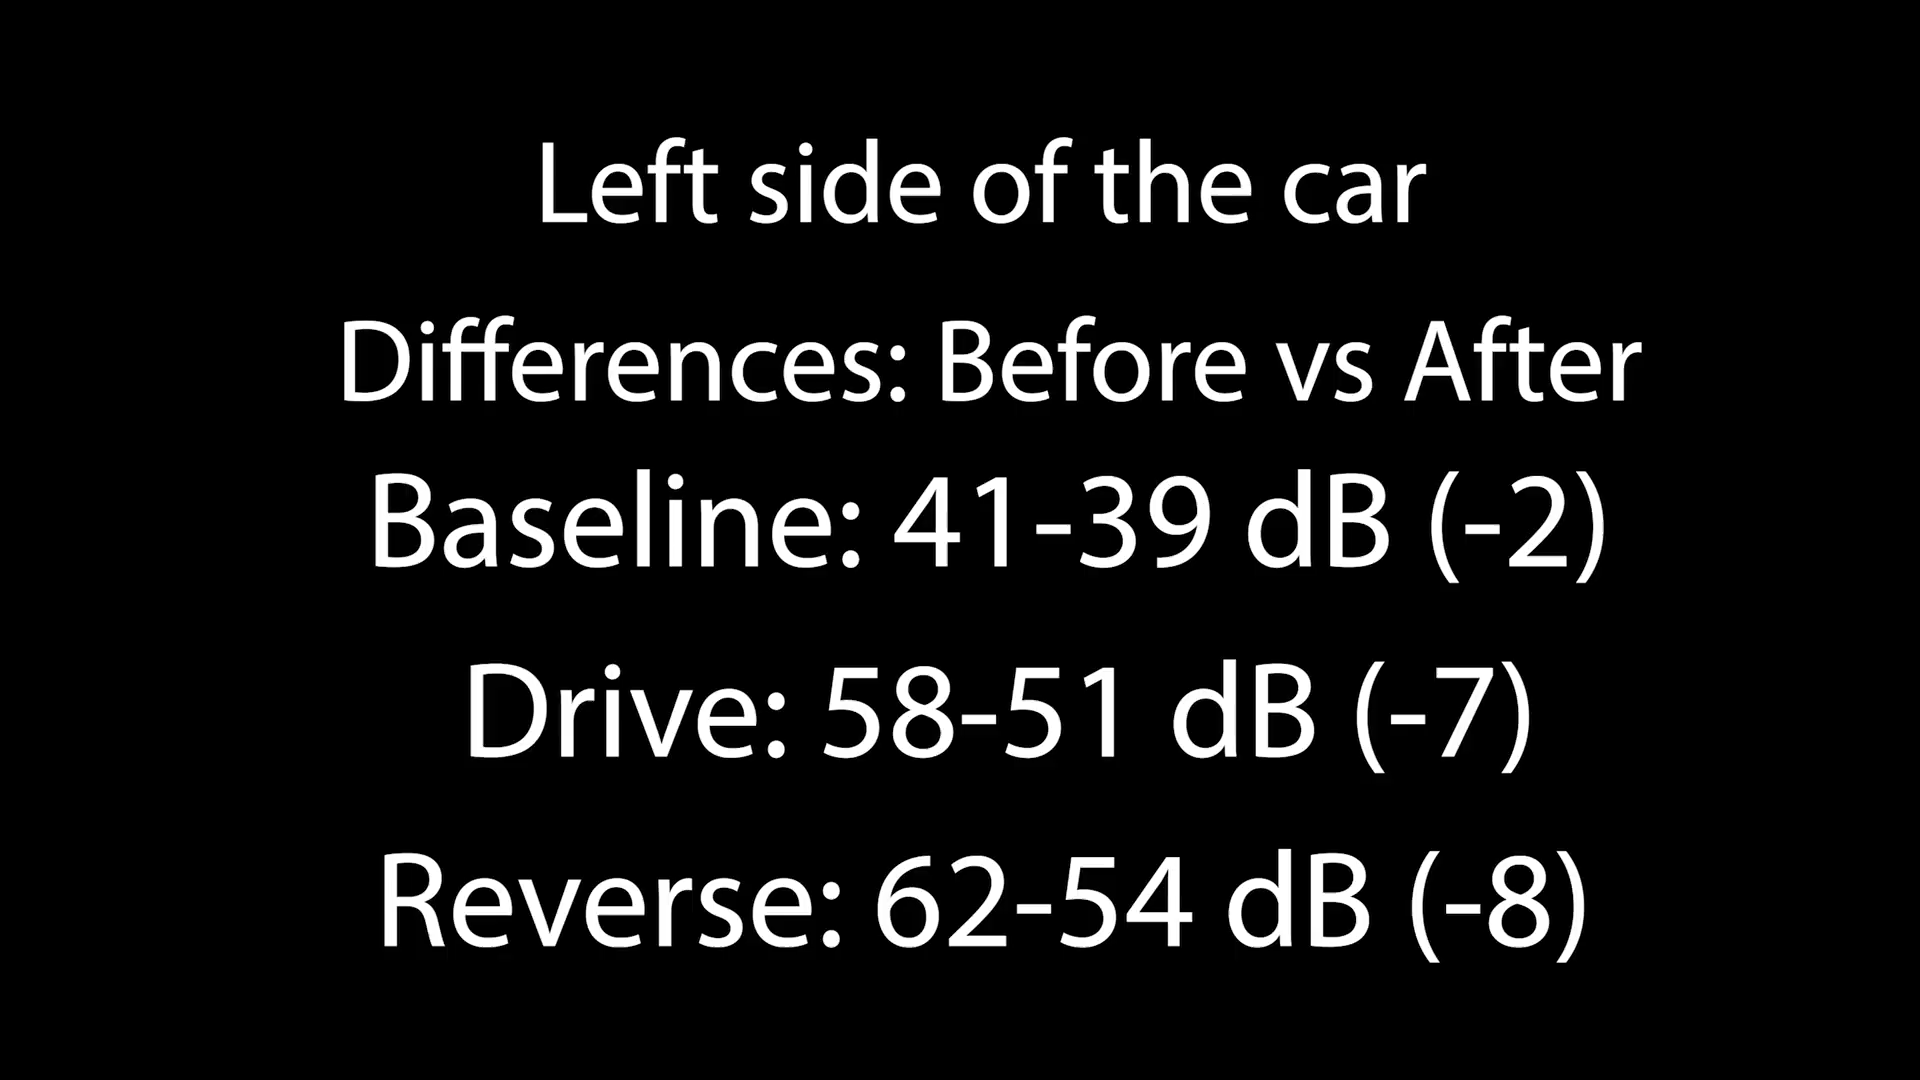 Left side of the car
Differences: Before vs After
Baseline: 41-39 dB (-2)
Drive: 58-51 dB (-7)
Reverse: 62-54 dB (-8)